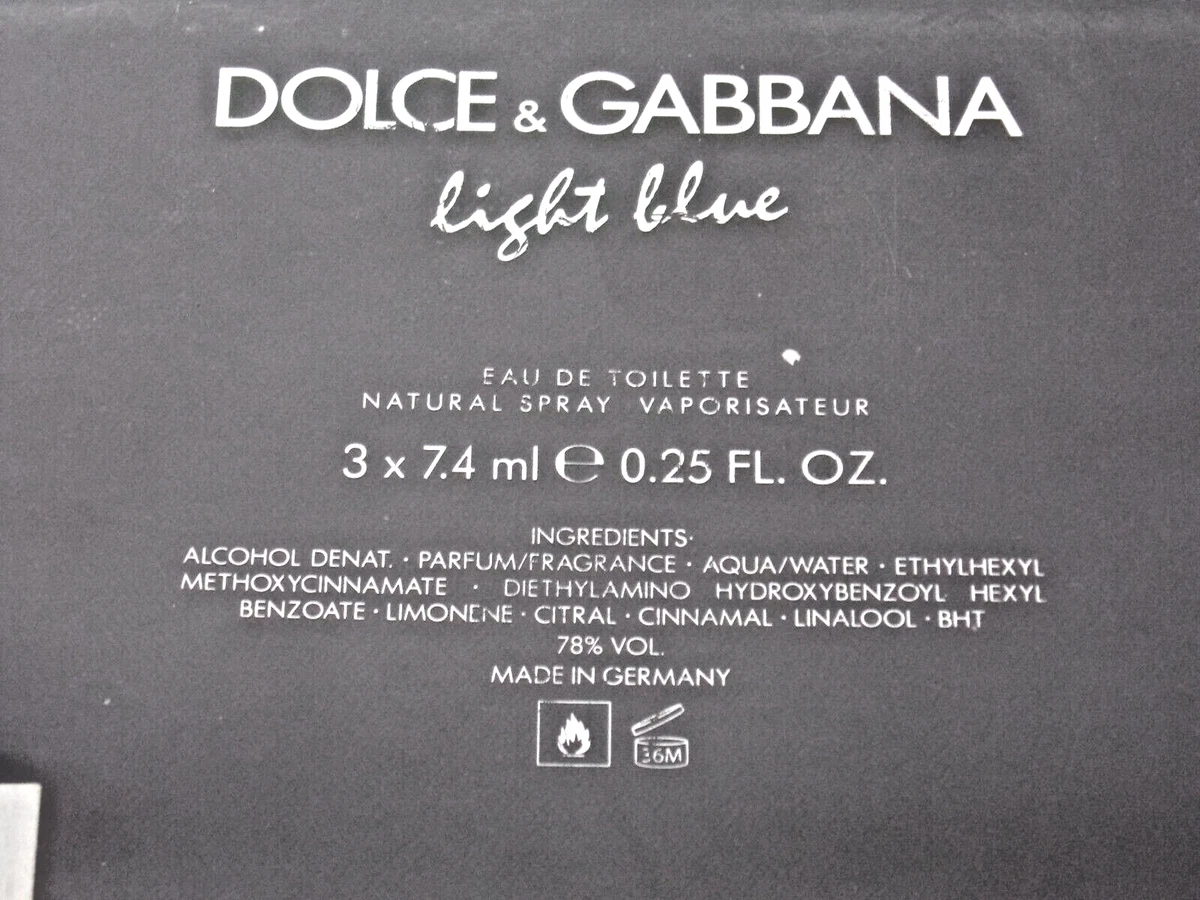 DOLCE & GABBANA
light blue
EAU DE TOILETTE
NATURAL SPRAY VAPORISATEUR
3 x 7.4 ml ℮ 0.25 FL. OZ.
INGREDIENTS·
ALCOHOL DENAT. · PARFUM/FRAGRANCE · AQUA/WATER · ETHYLHEXYL
METHOXYCINNAMATE · DIETHYLAMINO HYDROXYBENZOYL HEXYL
BENZOATE · LIMONENE · CITRAL · CINNAMAL · LINALOOL · BHT
78% VOL.
MADE IN GERMANY
36M